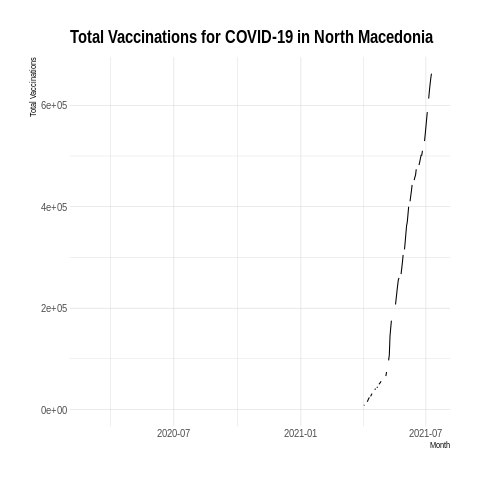 Total Vaccinations for COVID-19 in North Macedonia
Total Vaccinations
6e+05
4e+05
2e+05
0e+00
2020-07
2021-01
2021-07
Month